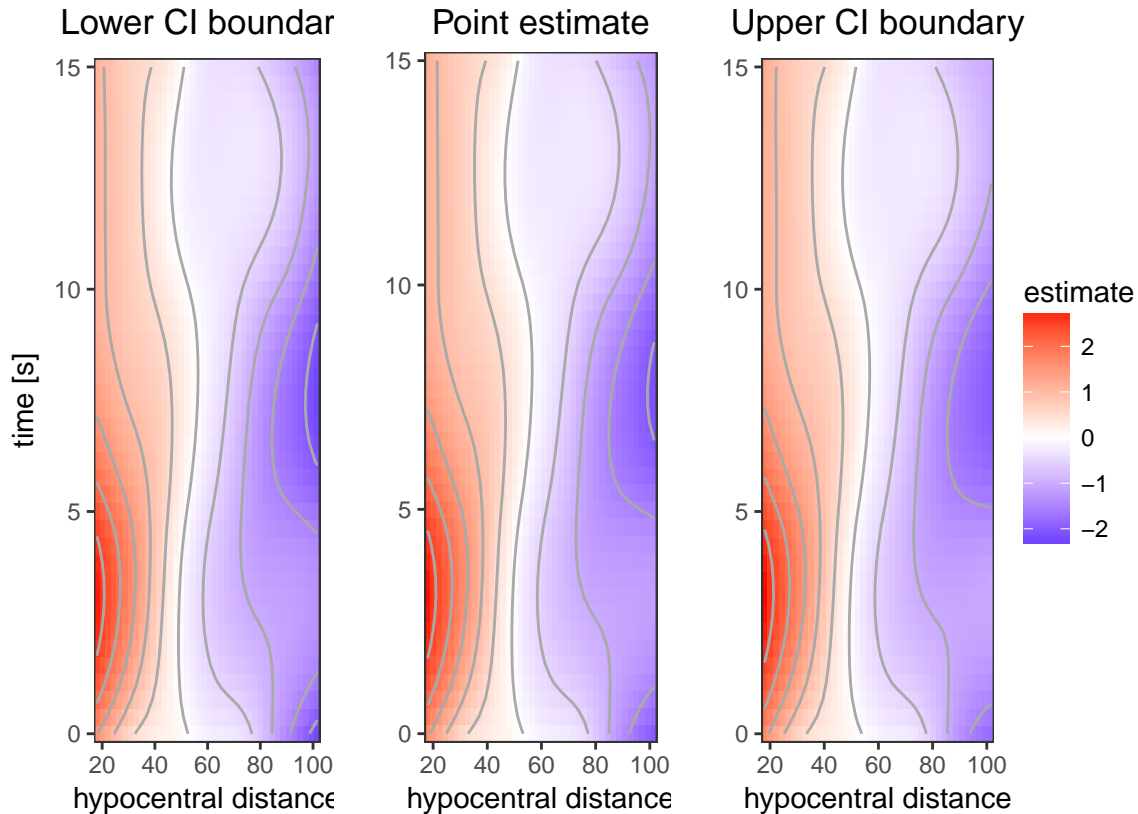 Lower CI boundar
Point estimate
Upper CI boundary
time [s]
15
10
5
0
15
10
5
0
15
10
5
0
20 40 60 80 100
20 40 60 80 100
20 40 60 80 100
hypocentral distance
hypocentral distance
hypocentral distance
estimate
2
1
0
−1
−2